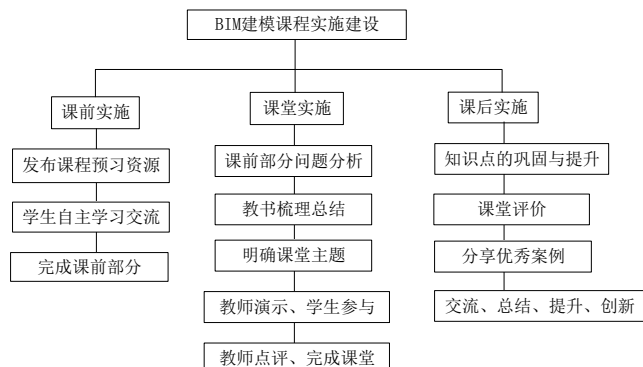 BIM建模课程实施建设
课前实施
课堂实施
课后实施
发布课程预习资源
课前部分问题分析
知识点的巩固与提升
学生自主学习交流
教书梳理总结
课堂评价
完成课前部分
明确课堂主题
分享优秀案例
教师演示、学生参与
交流、总结、提升、创新
教师点评、完成课堂